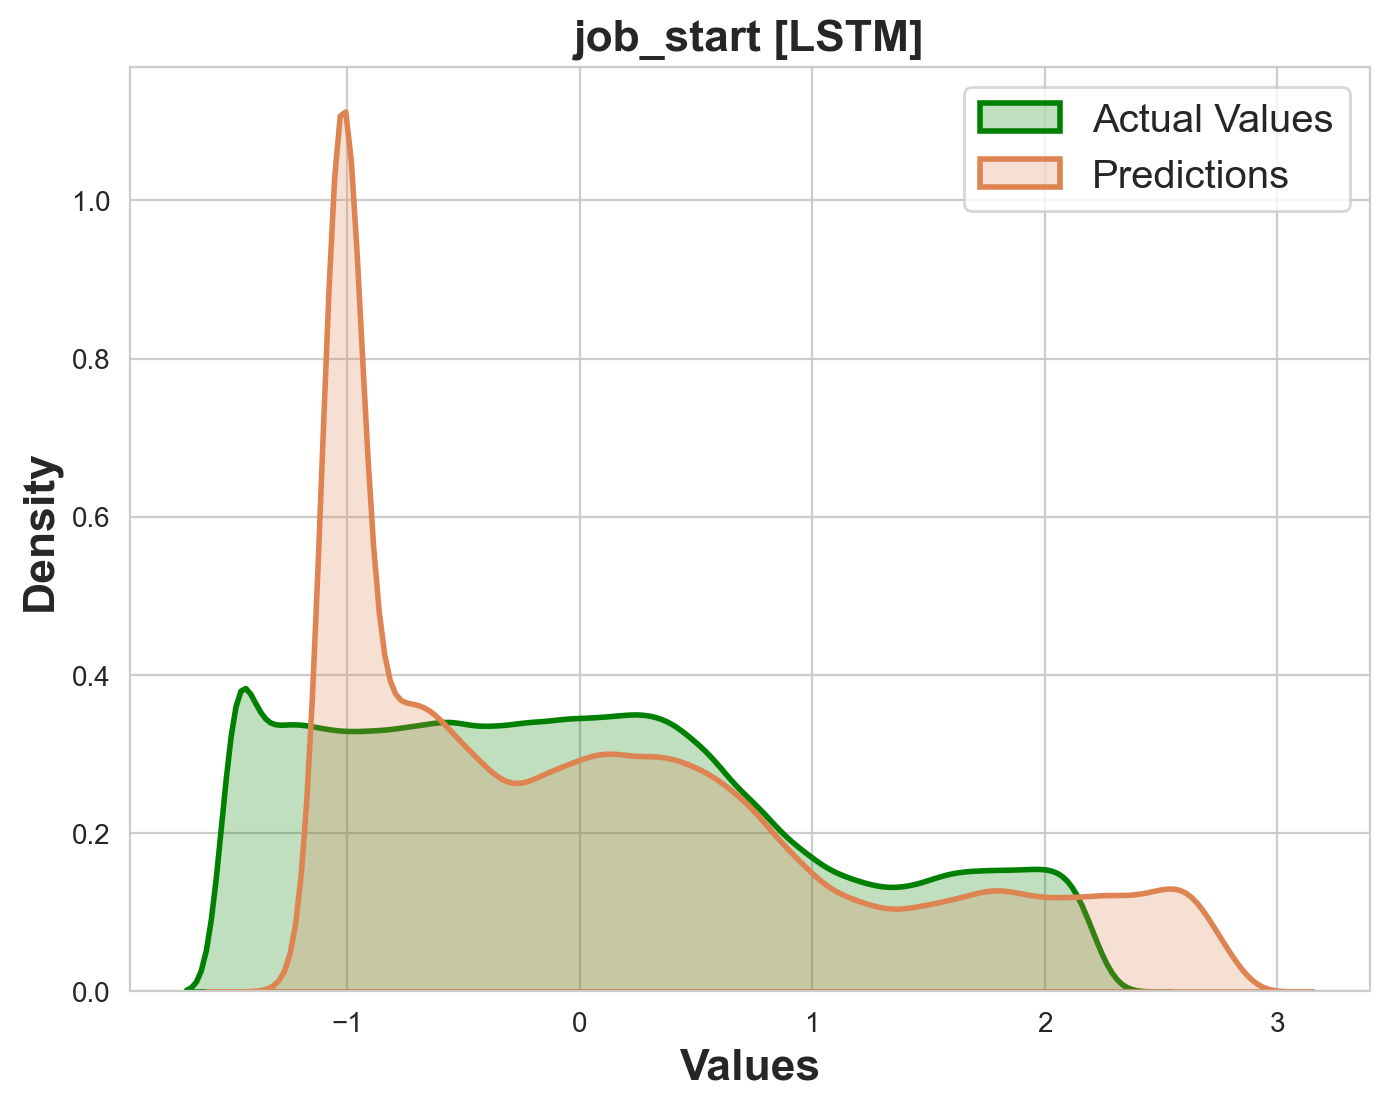 job_start [LSTM]
Actual Values
Predictions
Density
1.0
0.8
0.6
0.4
0.2
0.0
−1 0 1 2 3
Values